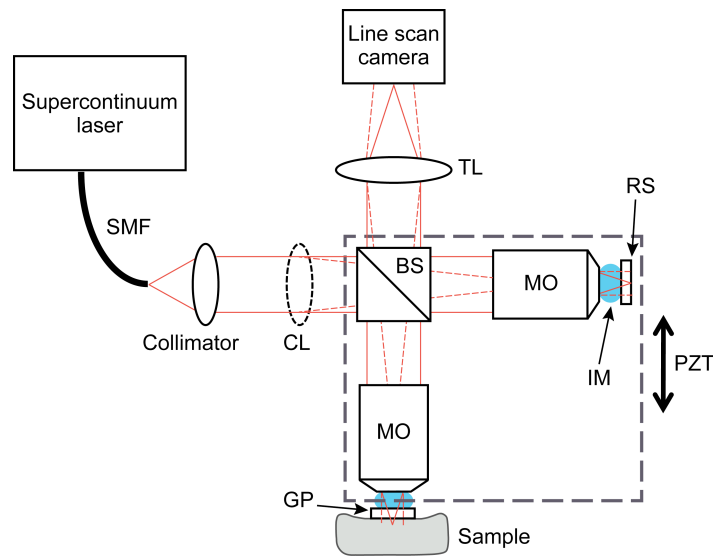 Line scan
camera
Supercontinuum
laser
TL
RS
SMF
BS
MO
Collimator
CL
IM
PZT
MO
GP
Sample